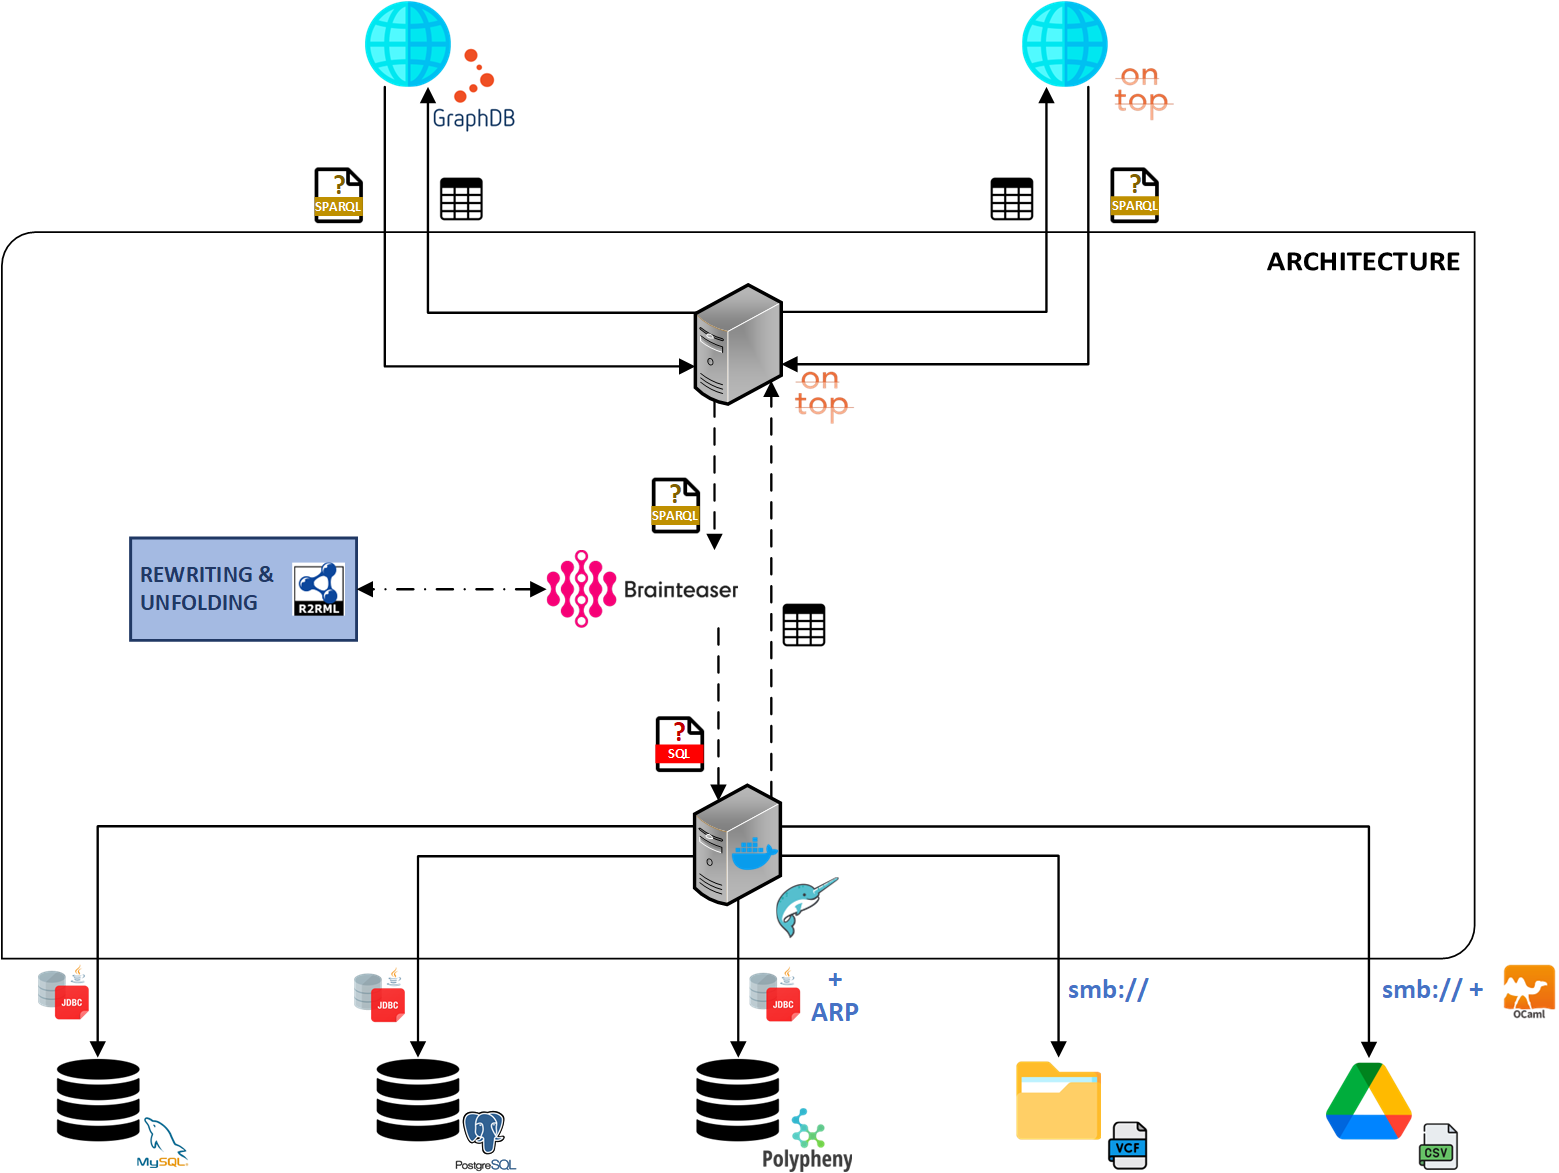 GraphDB
on
top
?
SPARQL
?
SPARQL
ARCHITECTURE
on
top
?
SPARQL
REWRITING &
UNFOLDING
R2RML
Brainteaser
?
SQL
JDBC
JDBC
JDBC
+
ARP
smb://
smb:// +
OCaml
MySQL
PostgreSQL
Polypheny
VCF
CSV